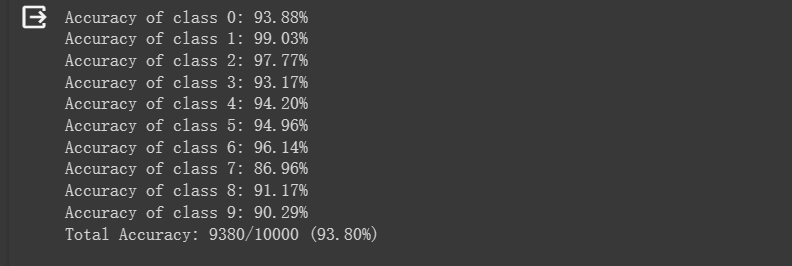 Accuracy of class 0: 93.88%
Accuracy of class 1: 99.03%
Accuracy of class 2: 97.77%
Accuracy of class 3: 93.17%
Accuracy of class 4: 94.20%
Accuracy of class 5: 94.96%
Accuracy of class 6: 96.14%
Accuracy of class 7: 86.96%
Accuracy of class 8: 91.17%
Accuracy of class 9: 90.29%
Total Accuracy: 9380/10000 (93.80%)